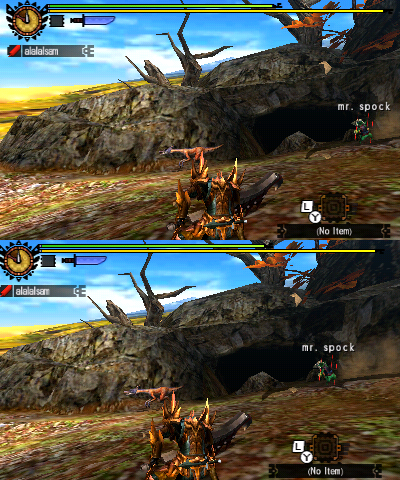 alalalsam
mr. spock
L
Y
(No Item)
alalalsam
mr. spock
L
Y
(No Item)